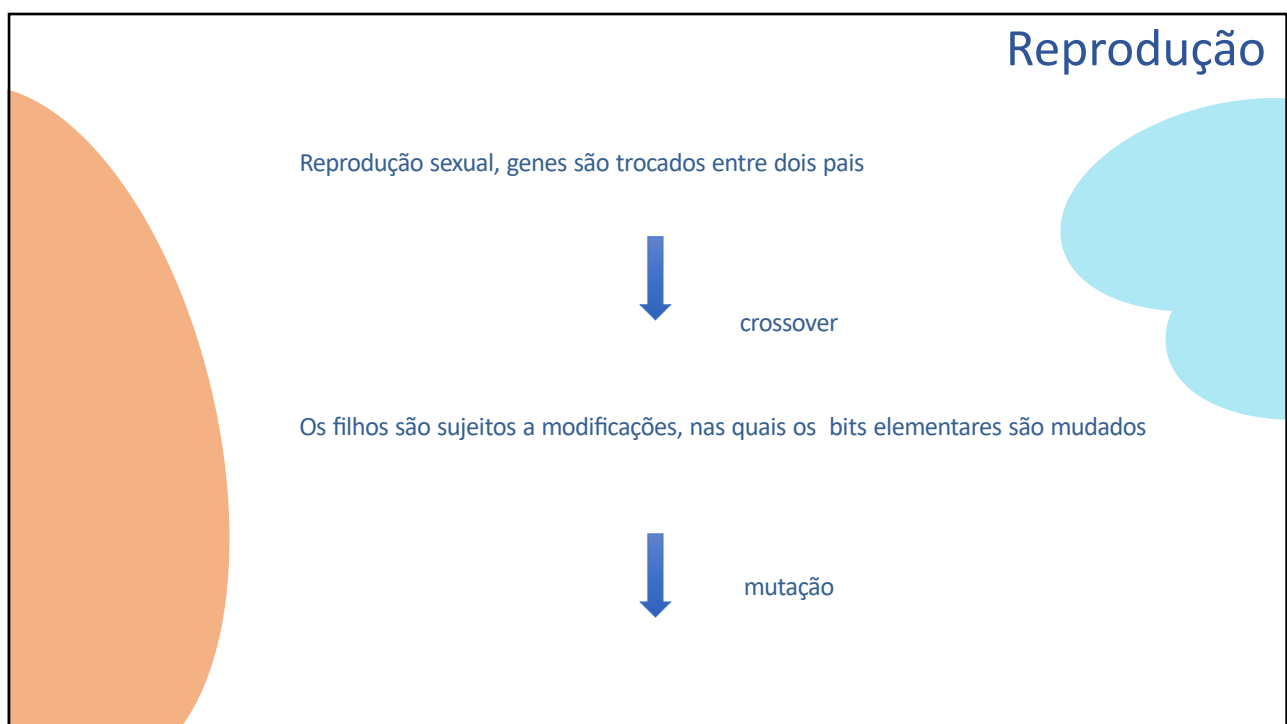 Reprodução
Reprodução sexual, genes são trocados entre dois pais
crossover
Os filhos são sujeitos a modificações, nas quais os  bits elementares são mudados
mutação